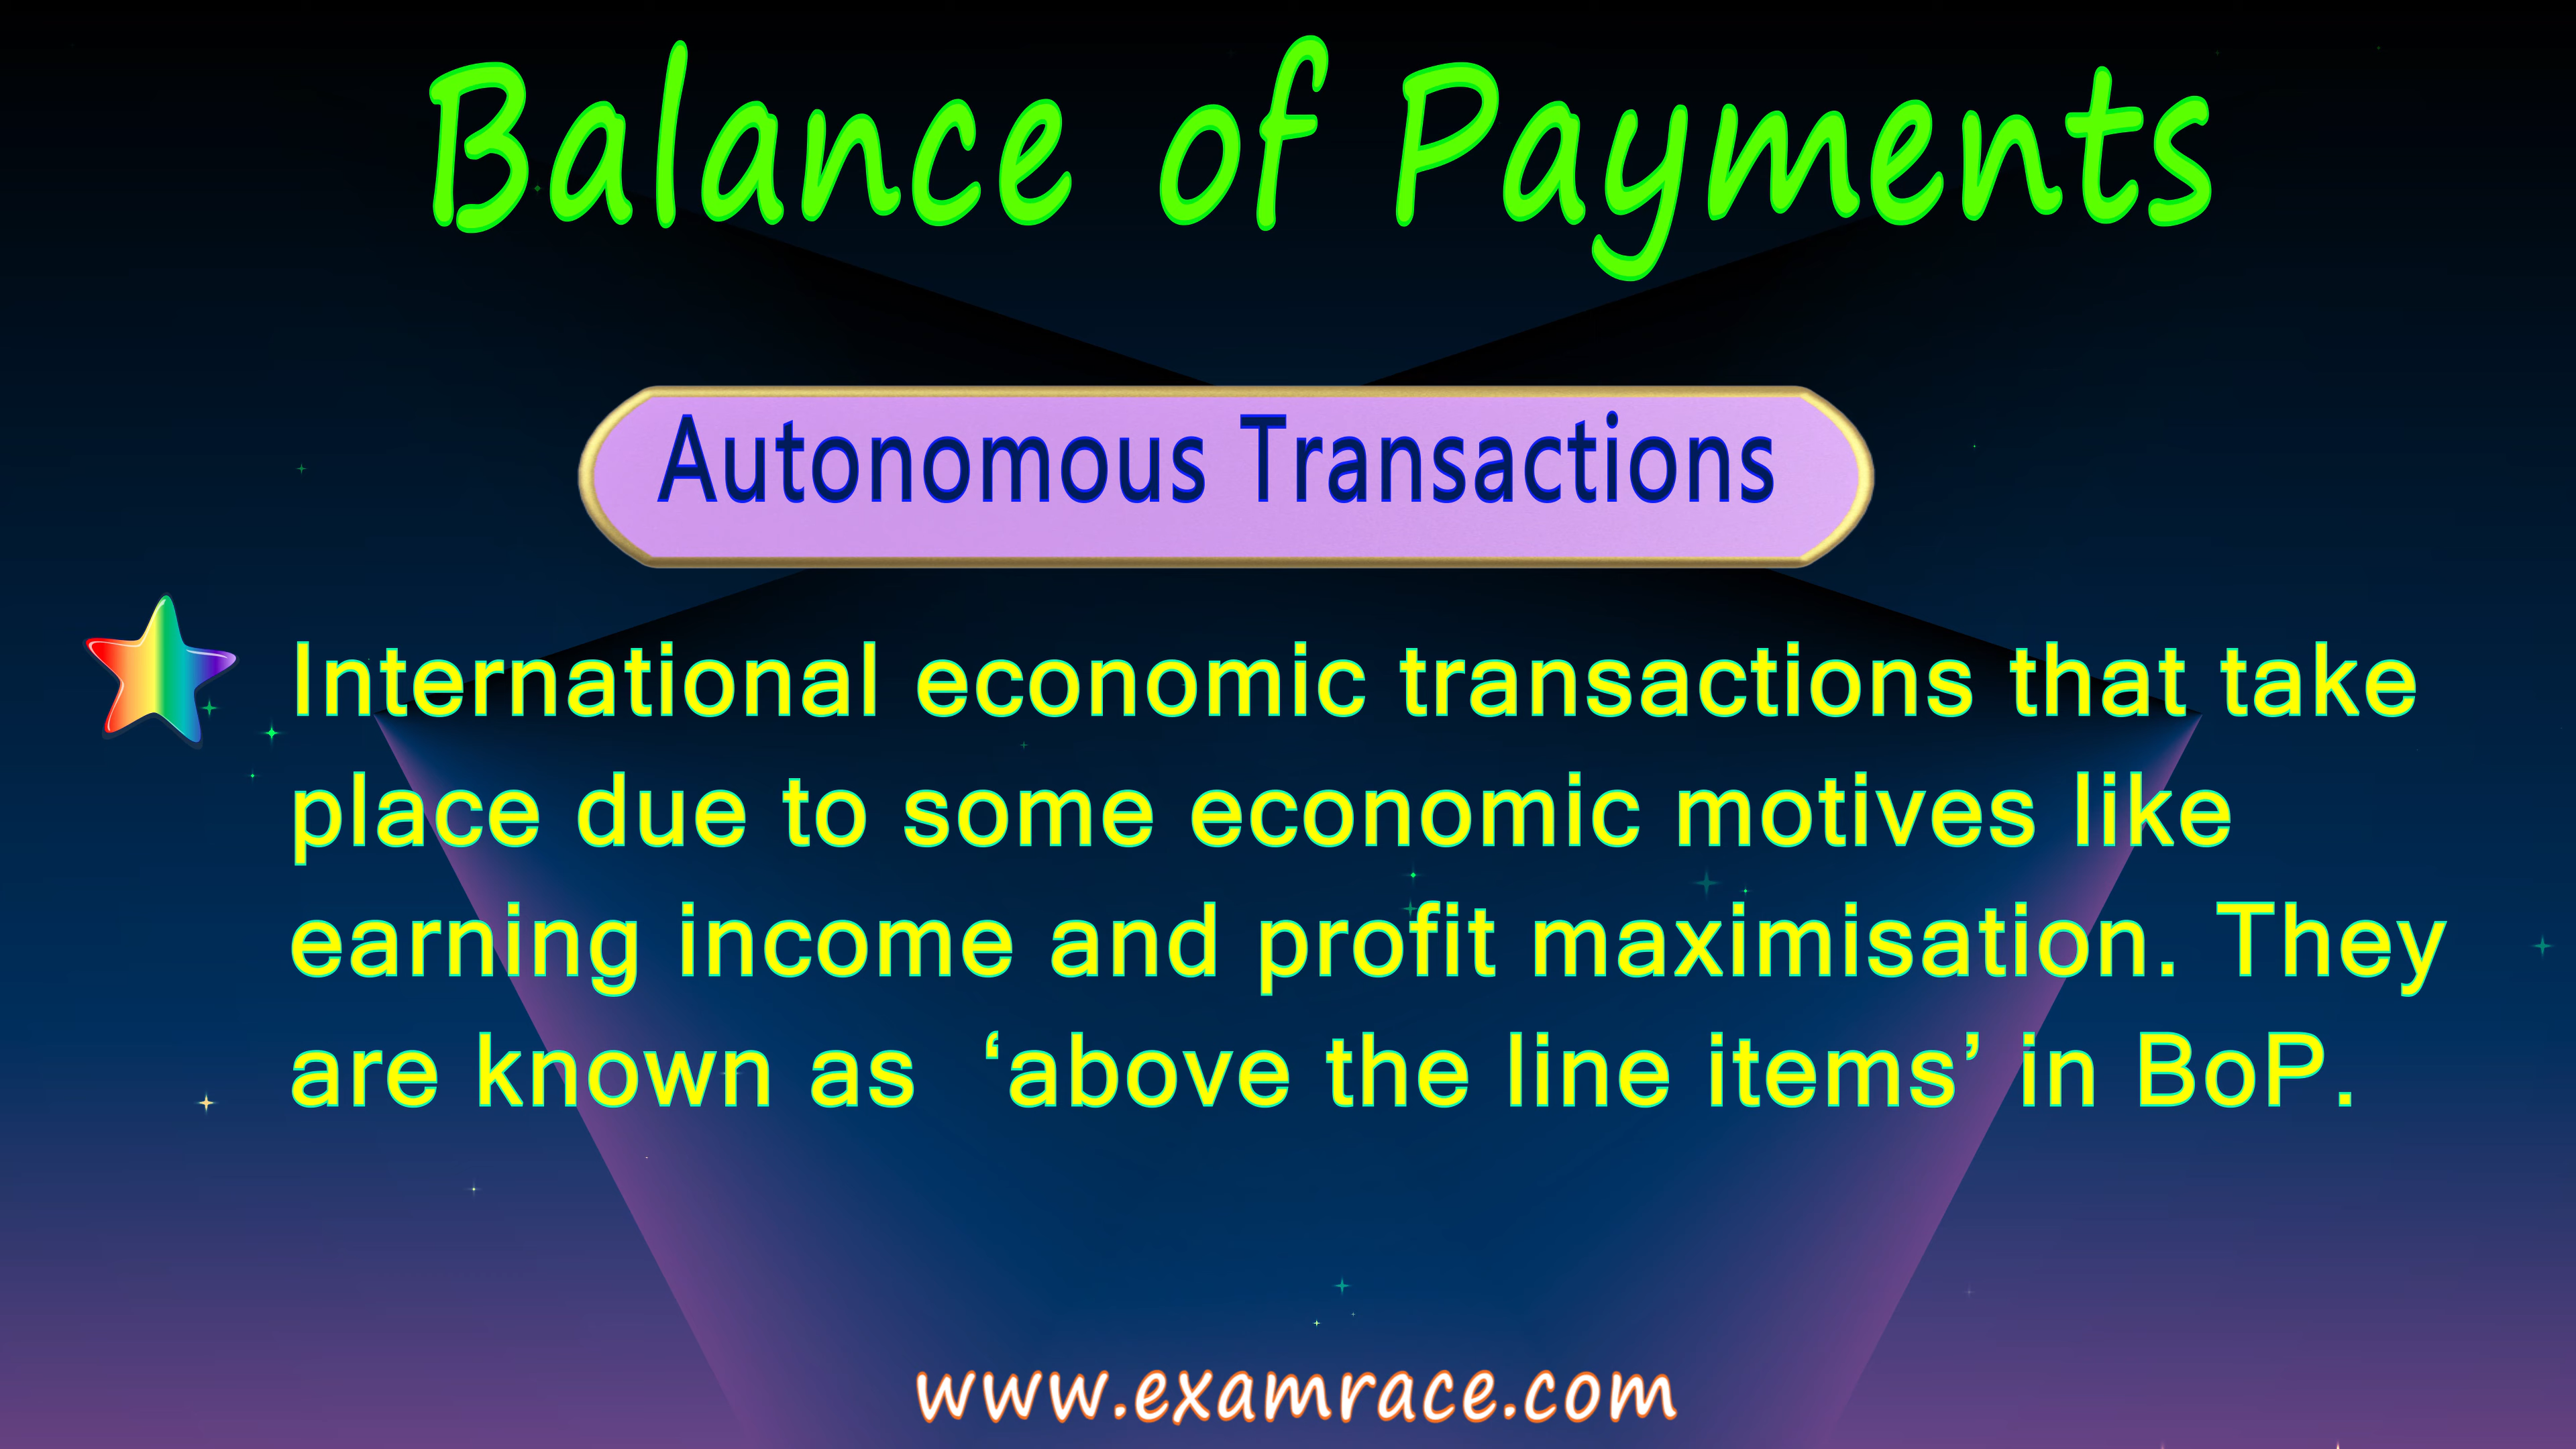 Balance of Payments
Autonomous Transactions
International economic transactions that take
place due to some economic motives like
earning income and profit maximisation. They
are known as ‘above the line items’ in BoP.
www.examrace.com